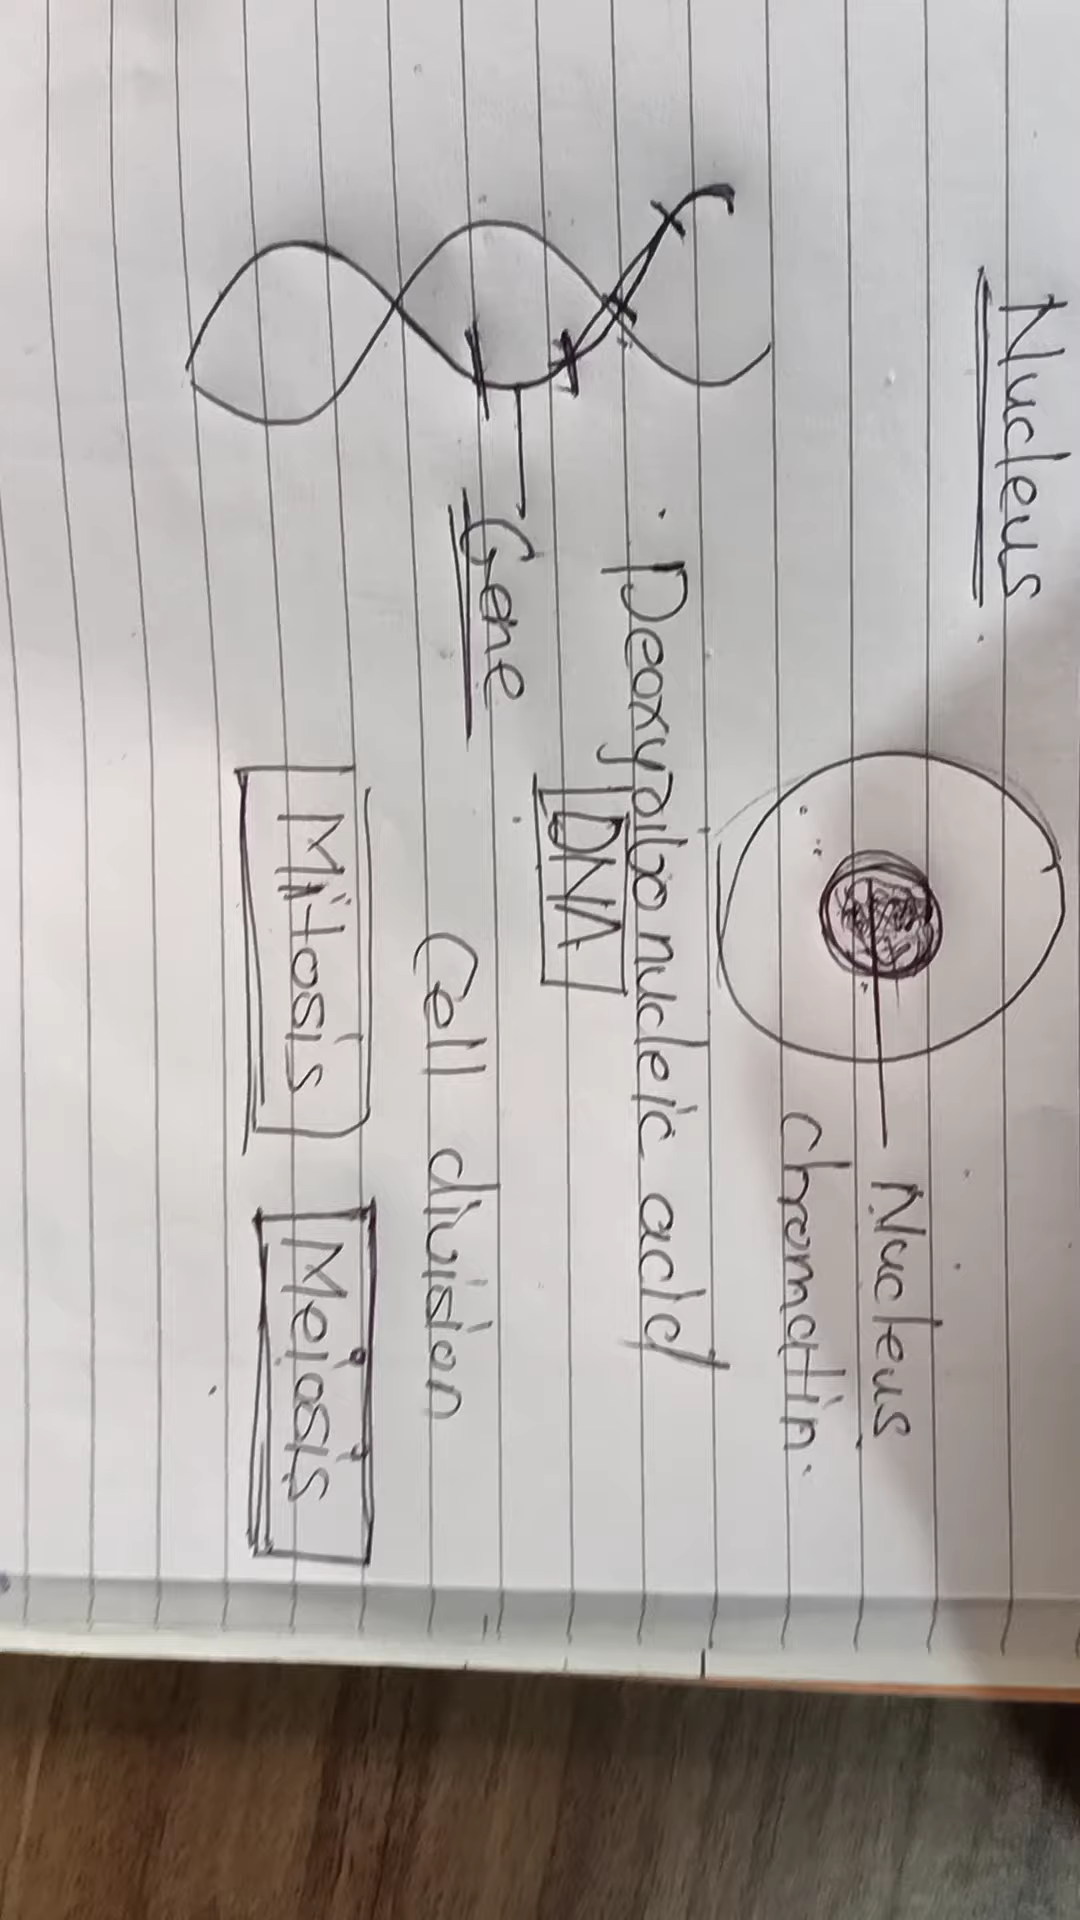 Nucleus
Nucleus
Chromatin.
Deoxyribonucleic acid
DNA
Gene
Cell division
Mitosis
Meiosis